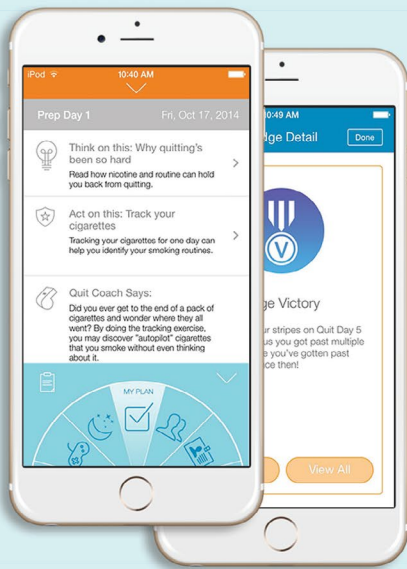 iPod
10:40 AM
Prep Day 1
Fri, Oct 17, 2014
Think on this: Why quitting's
been so hard
Read how nicotine and routine can hold
you back from quitting.
Act on this: Track your
cigarettes
Tracking your cigarettes for one day can
help you identify your smoking routines.
Quit Coach Says:
Did you ever get to the end of a pack of
cigarettes and wonder where they all
went? By doing the tracking exercise,
you may discover "autopilot" cigarettes
that you smoke without even thinking
about it.
MY PLAN
10:49 AM
Detail
Done
V
Victory
stripes on Quit Day 5
us you got past multiple
you've gotten past
then!
View All